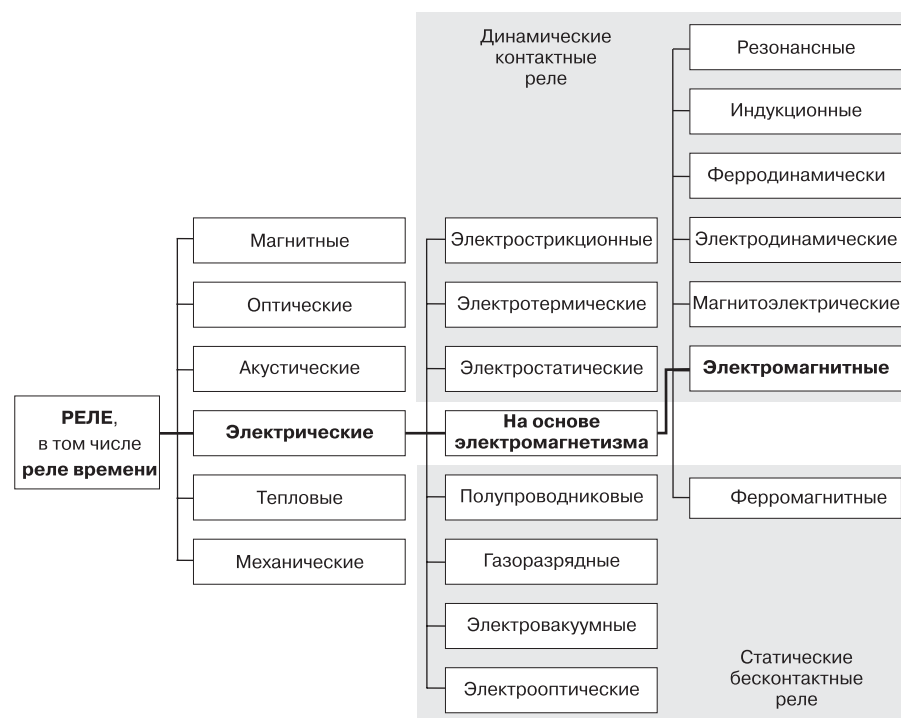 Динамические
контактные
реле
Резонансные
Индукционные
Ферродинамически
Электродинамические
Магнитоэлектрические
Электромагнитные
Ферромагнитные
Электрострикционные
Электротермические
Электростатические
На основе
электромагнетизма
Полупроводниковые
Газоразрядные
Электровакуумные
Электрооптические
Магнитные
Оптические
Акустические
Электрические
Тепловые
Механические
РЕЛЕ,
в том числе
реле времени
Статические
бесконтактные
реле